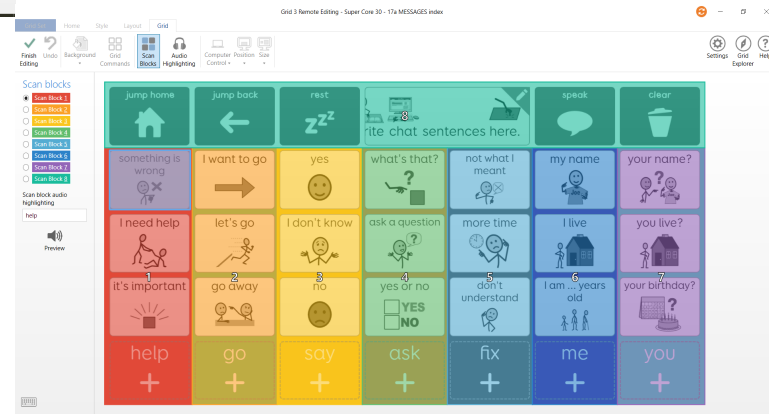 Grid 3 Remote Editing - Super Core 30 - 17a MESSAGES index
Home Style Layout Grid
Finish Editing
Undo
Background
Grid Commands
Scan Blocks
Audio Highlighting
Computer Control
Position
Size
Settings
Grid Explorer
Help
Scan blocks
Scan Block 1
Scan Block 2
Scan Block 3
Scan Block 4
Scan Block 5
Scan Block 6
Scan Block 7
Scan Block 8
Scan block audio
highlighting
help
Preview
jump home jump back rest speak clear
zzz
8
rite chat sentences here.
something is wrong
I want to go
yes
what's that?
not what I meant
my name
your name?
I need help
let's go
I don't know
ask a question
more time
I live
you live?
1 2 3 4 5 6 7
it's important
go away
no
yes or no
YES
NO
don't understand
I am ... years old
your birthday?
help go say ask fix me you